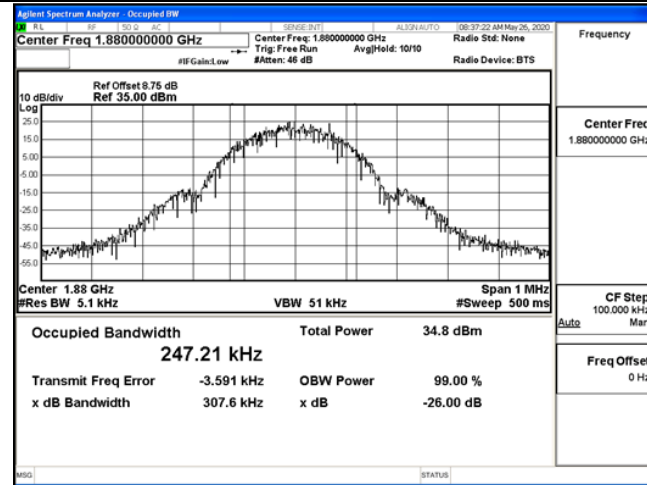 Agilent Spectrum Analyzer - Occupied BW
RL RF 50 Ω AC SENSE:INT ALIGN AUTO 08:37:22 AM May 26, 2020
Center Freq 1.880000000 GHz
Center Freq: 1.880000000 GHz Radio Std: None
Trig: Free Run Avg|Hold: 10/10
#IFGain:Low #Atten: 46 dB Radio Device: BTS
Ref Offset 8.75 dB
10 dB/div Ref 35.00 dBm
Log
25.0
15.0
5.00
-5.00
-15.0
-25.0
-35.0
-45.0
-55.0
Center 1.88 GHz Span 1 MHz
#Res BW 5.1 kHz VBW 51 kHz #Sweep 500 ms
Occupied Bandwidth Total Power 34.8 dBm
247.21 kHz
Transmit Freq Error -3.591 kHz OBW Power 99.00 %
x dB Bandwidth 307.6 kHz x dB -26.00 dB
MSG STATUS
Frequency
Center Freq
1.880000000 GHz
CF Step
100.000 kHz
Auto Man
Freq Offset
0 Hz